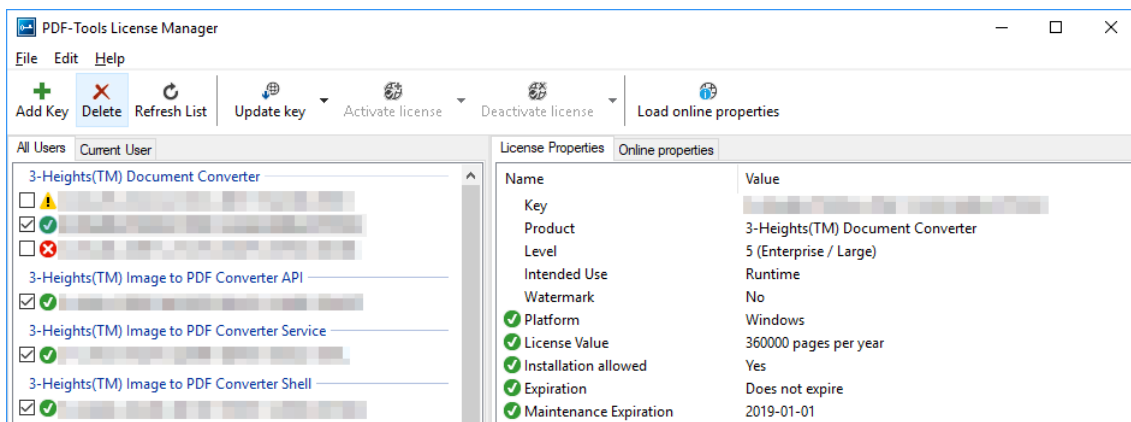 PDF-Tools License Manager
File Edit Help
Add Key Delete Refresh List Update key Activate license Deactivate license Load online properties
All Users Current User
3-Heights(TM) Document Converter
3-Heights(TM) Image to PDF Converter API
3-Heights(TM) Image to PDF Converter Service
3-Heights(TM) Image to PDF Converter Shell
License Properties Online properties
Name Value
Key
Product 3-Heights(TM) Document Converter
Level 5 (Enterprise / Large)
Intended Use Runtime
Watermark No
Platform Windows
License Value 360000 pages per year
Installation allowed Yes
Expiration Does not expire
Maintenance Expiration 2019-01-01